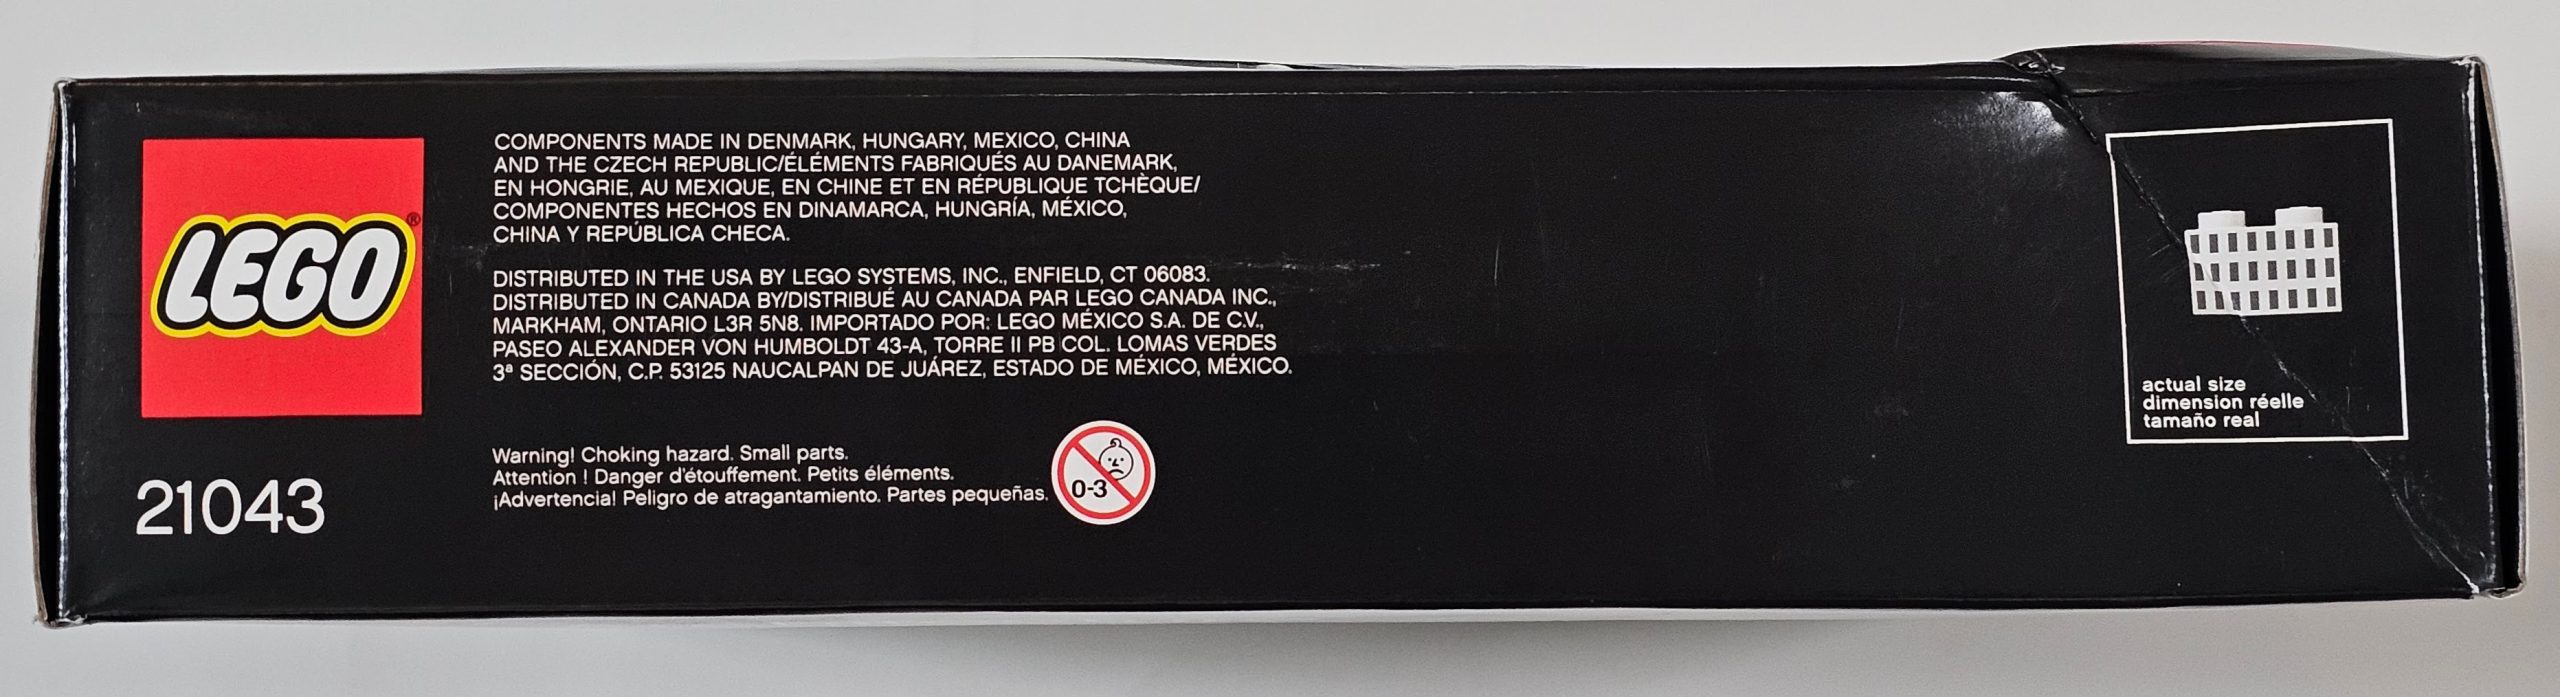 LEGO®
21043
COMPONENTS MADE IN DENMARK, HUNGARY, MEXICO, CHINA
AND THE CZECH REPUBLIC/ÉLÉMENTS FABRIQUÉS AU DANEMARK,
EN HONGRIE, AU MEXIQUE, EN CHINE ET EN RÉPUBLIQUE TCHÈQUE/
COMPONENTES HECHOS EN DINAMARCA, HUNGRÍA, MÉXICO,
CHINA Y REPÚBLICA CHECA.
DISTRIBUTED IN THE USA BY LEGO SYSTEMS, INC., ENFIELD, CT 06083.
DISTRIBUTED IN CANADA BY/DISTRIBUÉ AU CANADA PAR LEGO CANADA INC.,
MARKHAM, ONTARIO L3R 5N8. IMPORTADO POR: LEGO MÉXICO S.A. DE C.V.,
PASEO ALEXANDER VON HUMBOLDT 43-A, TORRE II PB COL. LOMAS VERDES
3ª SECCIÓN, C.P. 53125 NAUCALPAN DE JUÁREZ, ESTADO DE MÉXICO, MÉXICO.
Warning! Choking hazard. Small parts.
Attention ! Danger d'étouffement. Petits éléments.
¡Advertencia! Peligro de atragantamiento. Partes pequeñas.
0-3
actual size
dimension réelle
tamaño real